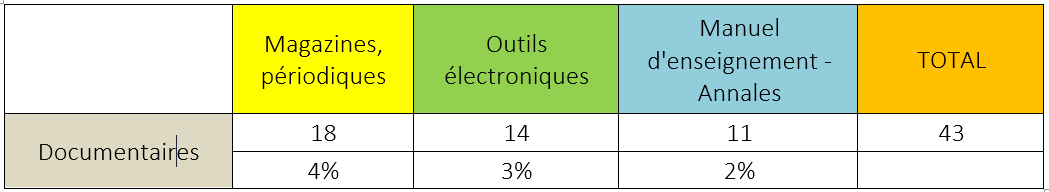 Magazines, périodiques
Outils électroniques
Manuel d'enseignement - Annales
TOTAL
Documentaires
18 14 11 43
4% 3% 2%